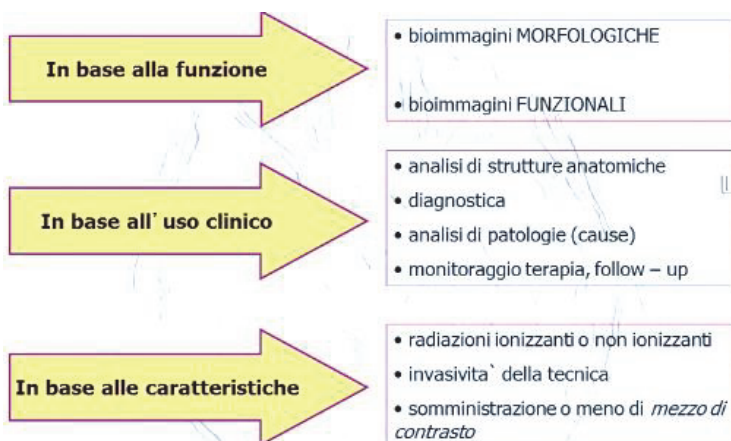 In base alla funzione
• bioimmagini MORFOLOGICHE
• bioimmagini FUNZIONALI
In base all' uso clinico
• analisi di strutture anatomiche
• diagnostica
• analisi di patologie (cause)
• monitoraggio terapia, follow – up
In base alle caratteristiche
• radiazioni ionizzanti o non ionizzanti
• invasivita` della tecnica
• somministrazione o meno di mezzo di
contrasto